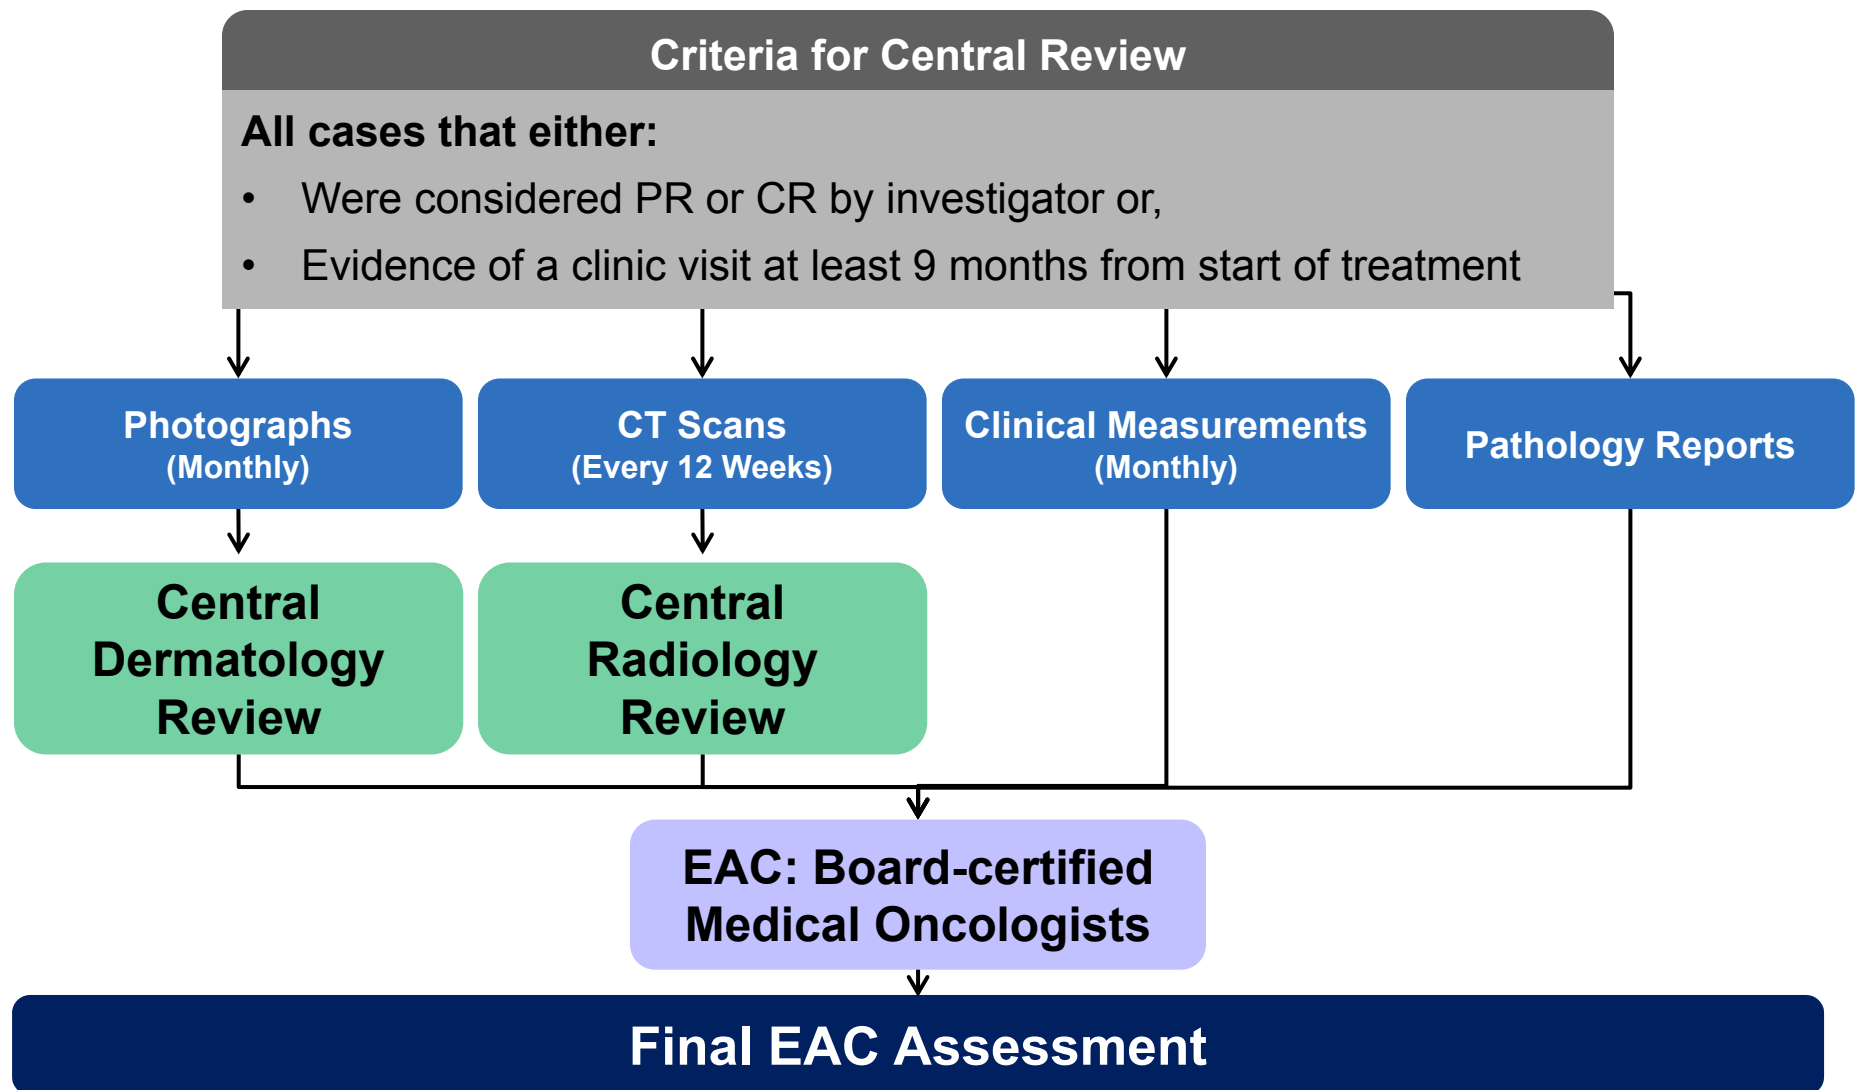 Criteria for Central Review
All cases that either:
• Were considered PR or CR by investigator or,
• Evidence of a clinic visit at least 9 months from start of treatment
Photographs
(Monthly)
CT Scans
(Every 12 Weeks)
Clinical Measurements
(Monthly)
Pathology Reports
Central
Dermatology
Review
Central
Radiology
Review
EAC: Board-certified
Medical Oncologists
Final EAC Assessment